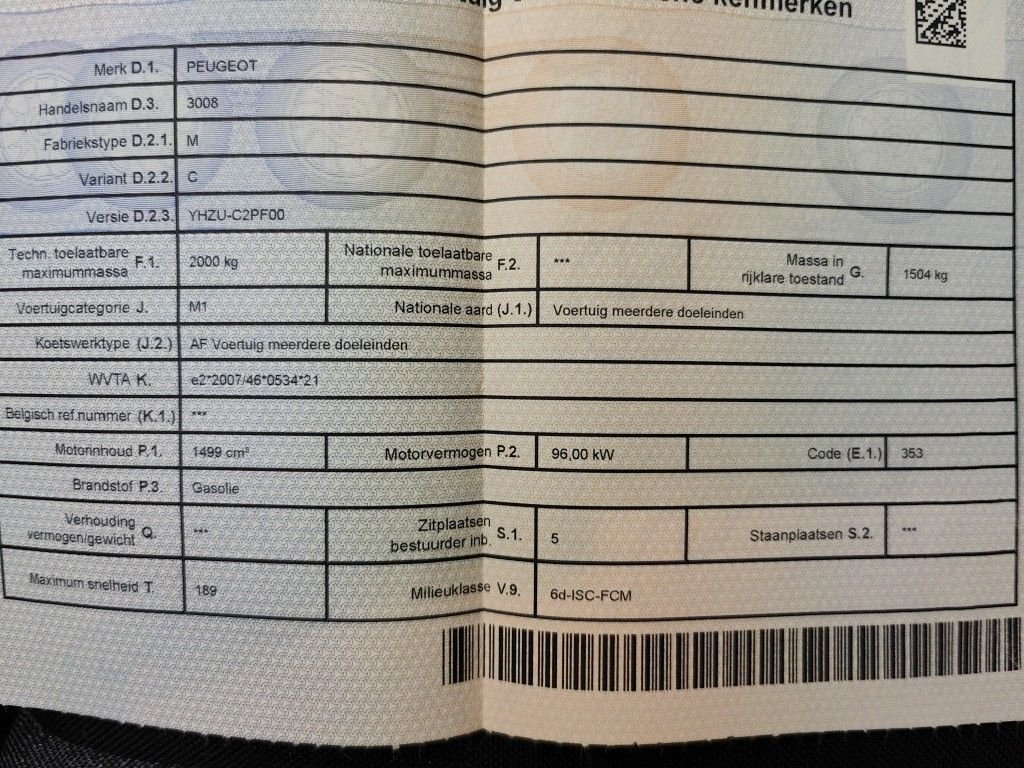 kenmerken
Merk D.1. PEUGEOT
Handelsnaam D.3. 3008
Fabriekstype D.2.1. M
Variant D.2.2. C
Versie D.2.3. YHZU-C2PF00
Techn. toelaatbare maximummassa F.1. 2000 kg Nationale toelaatbare maximummassa F.2. *** Massa in rijklare toestand G. 1504 kg
Voertuigcategorie J. M1 Nationale aard (J.1.) Voertuig meerdere doeleinden
Koetswerktype (J.2.) AF Voertuig meerdere doeleinden
WVTA K. e2*2007/46*0534*21
Belgisch ref.nummer (K.1.) ***
Motorinhoud P.1. 1499 cm³ Motorvermogen P.2. 96,00 kW Code (E.1.) 353
Brandstof P.3. Gasolie
Verhouding vermogen/gewicht Q. *** Zitplaatsen bestuurder inb. S.1. 5 Staanplaatsen S.2. ***
Maximum snelheid T. 189 Milieuklasse V.9. 6d-ISC-FCM